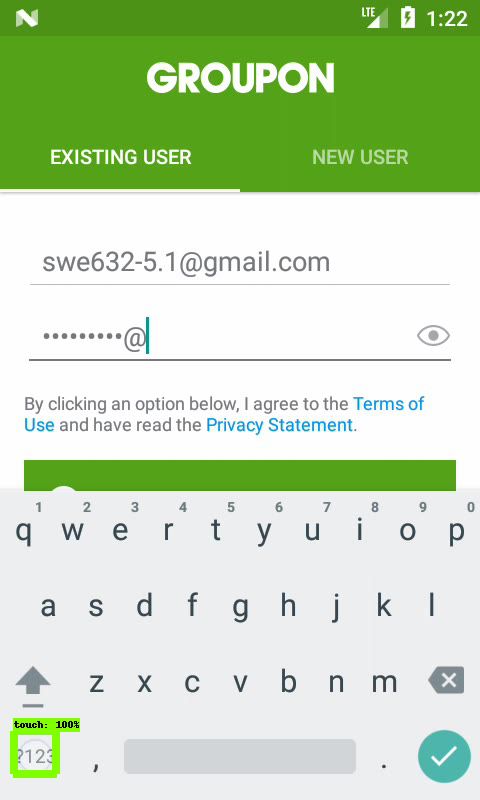 LTE 1:22
GROUPON
EXISTING USER NEW USER
swe632-5.1@gmail.com
•••••••••@
By clicking an option below, I agree to the Terms of
Use and have read the Privacy Statement.
1 2 3 4 5 6 7 8 9 0
q w e r t y u i o p
a s d f g h j k l
z x c v b n m
touch: 100%
?123 , .